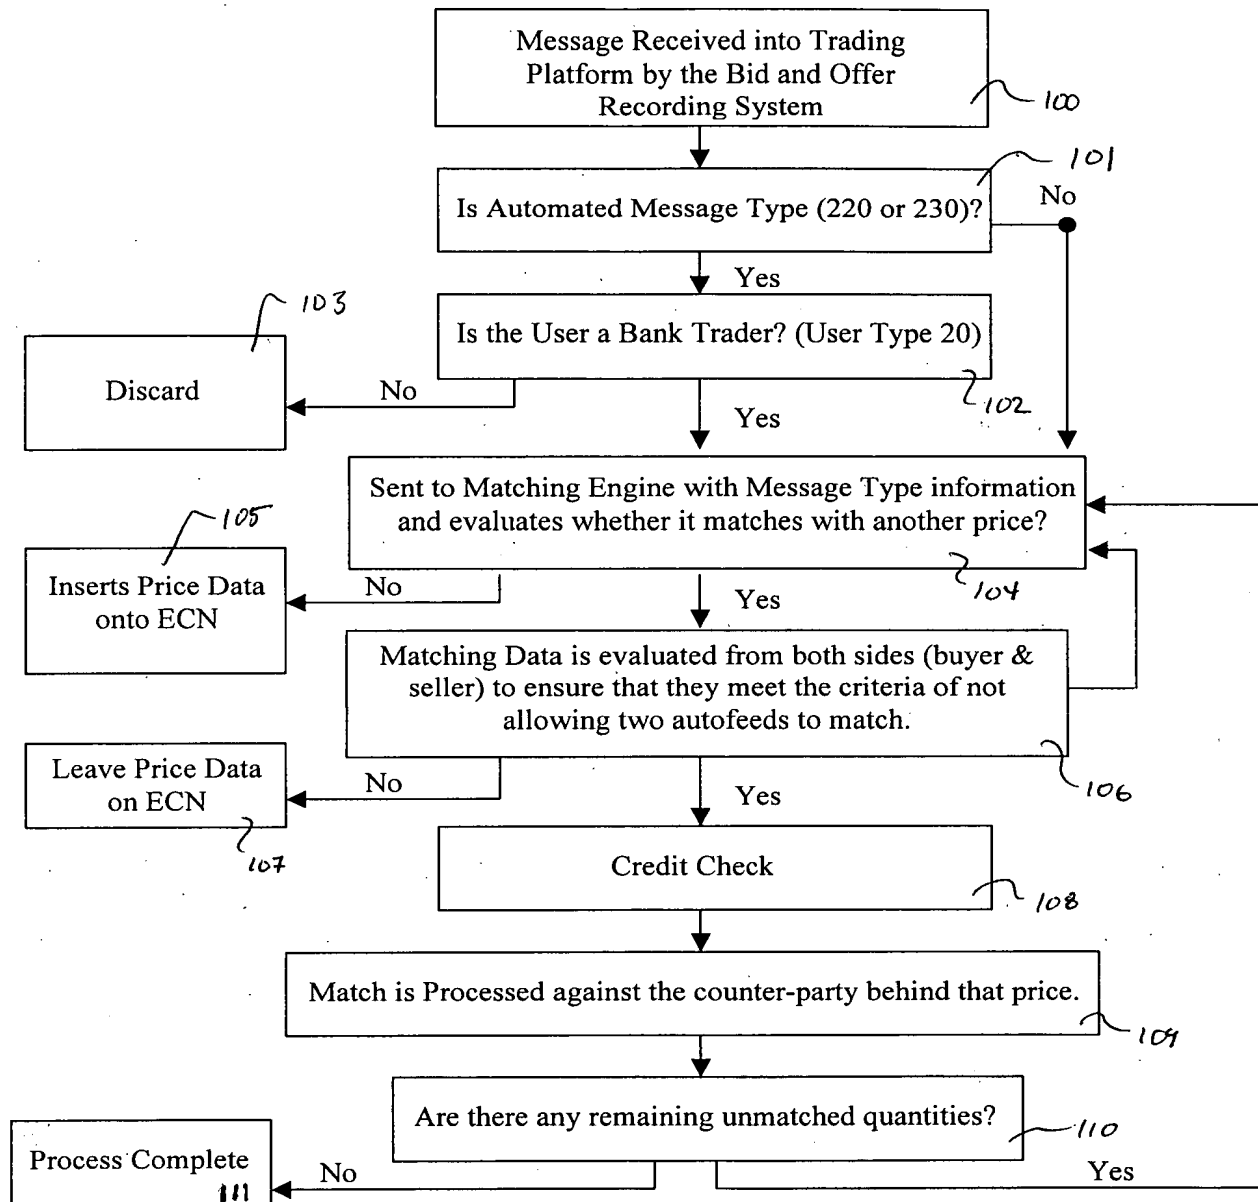 Message Received into Trading
Platform by the Bid and Offer
Recording System
100
101
Is Automated Message Type (220 or 230)?
No
Yes
103
Is the User a Bank Trader? (User Type 20)
Discard
No
102
Yes
Sent to Matching Engine with Message Type information
and evaluates whether it matches with another price?
105
104
Inserts Price Data
onto ECN
No
Yes
Matching Data is evaluated from both sides (buyer &
seller) to ensure that they meet the criteria of not
allowing two autofeeds to match.
Leave Price Data
on ECN
No
Yes
106
107
Credit Check
108
Match is Processed against the counter-party behind that price.
109
Are there any remaining unmatched quantities?
110
Process Complete
111
No
Yes